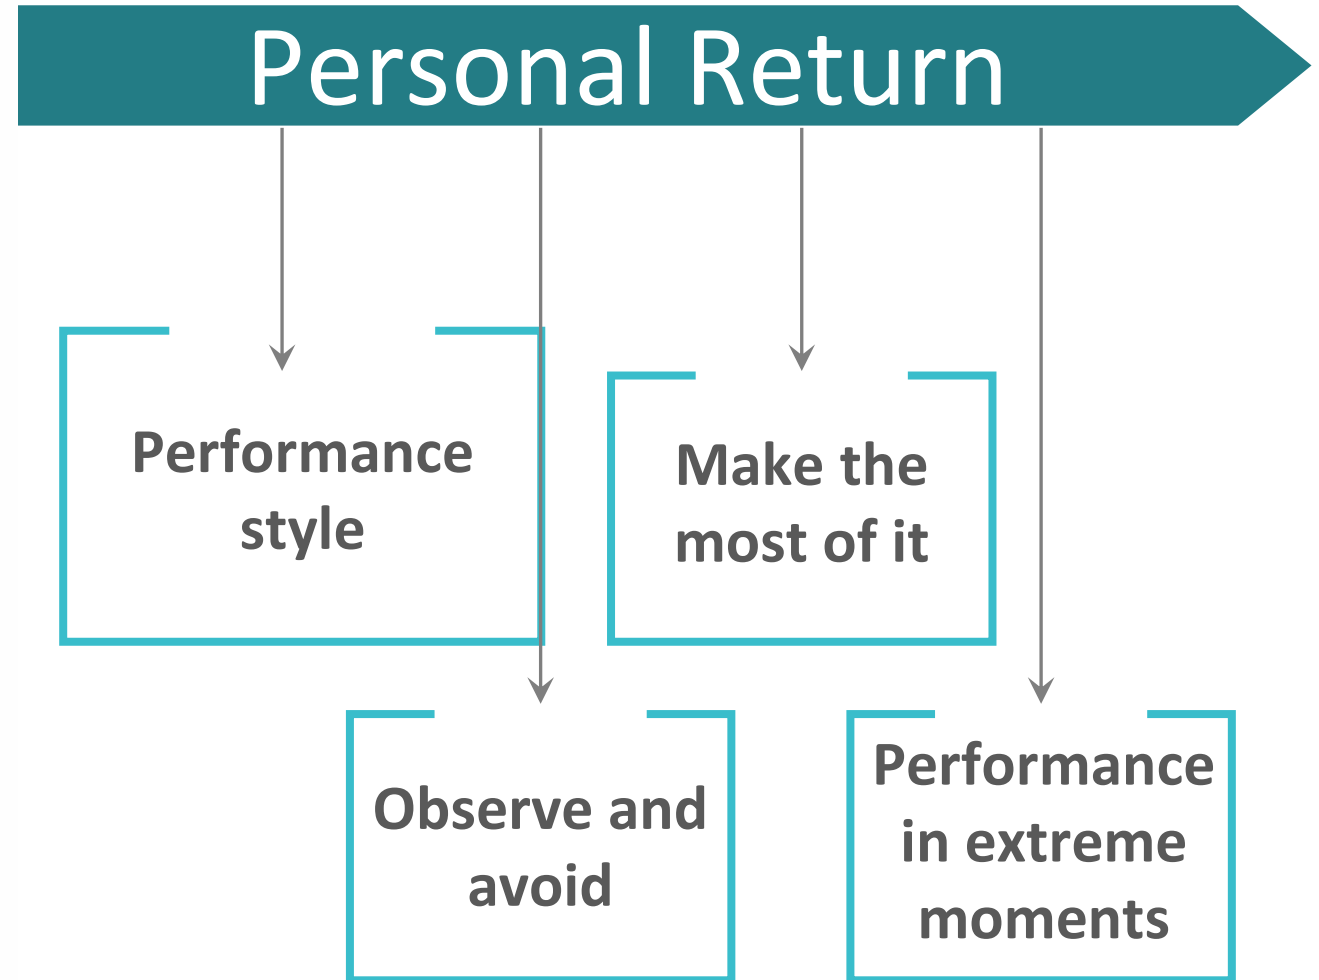 Personal Return
Performance
style
Make the
most of it
Observe and
avoid
Performance
in extreme
moments